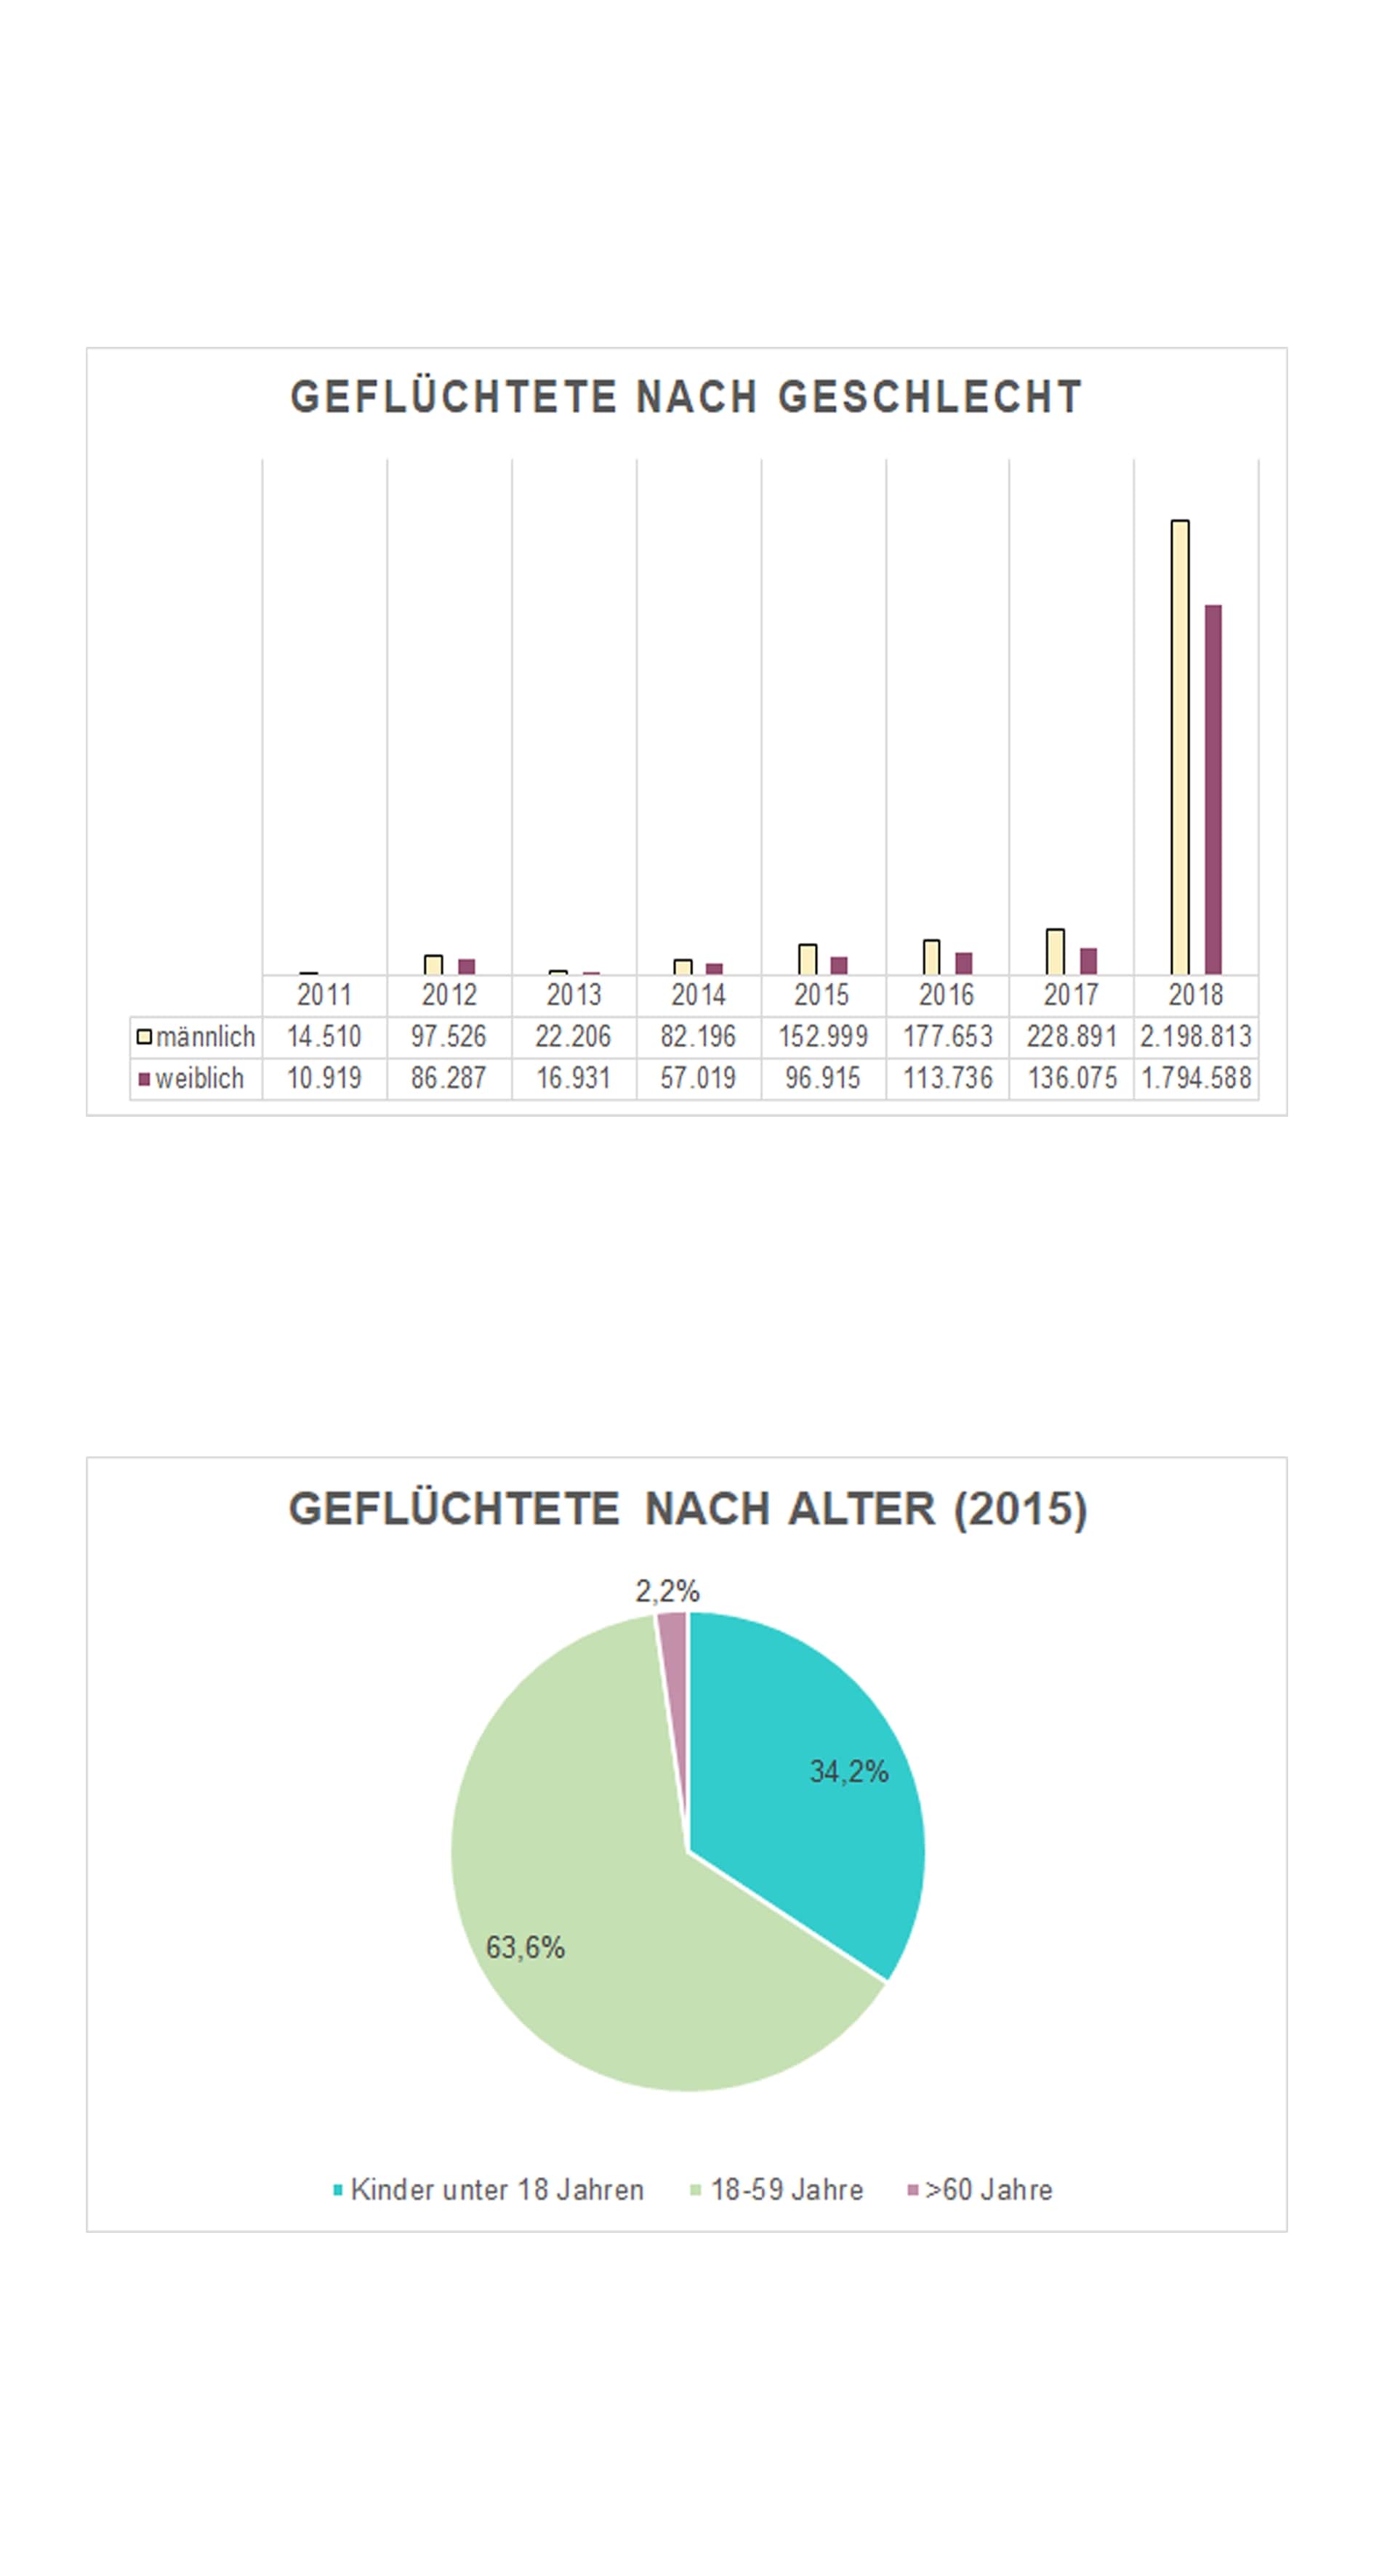 GEFLÜCHTETE NACH GESCHLECHT
2011 2012 2013 2014 2015 2016 2017 2018
männlich 14.510 97.526 22.206 82.196 152.999 177.653 228.891 2.198.813
weiblich 10.919 86.287 16.931 57.019 96.915 113.736 136.075 1.794.588
GEFLÜCHTETE NACH ALTER (2015)
2,2%
34,2%
63,6%
Kinder unter 18 Jahren 18-59 Jahre >60 Jahre